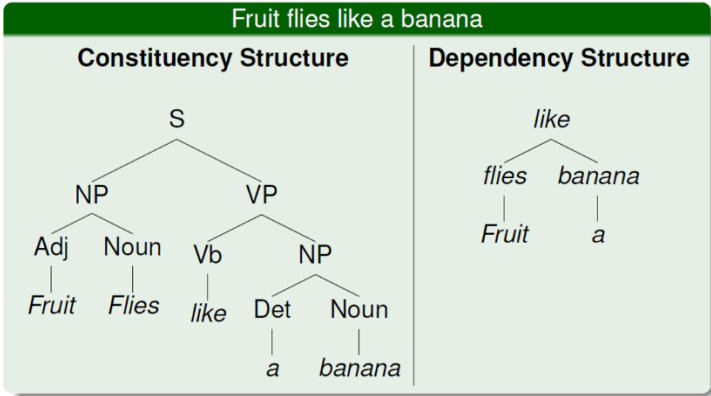 Fruit flies like a banana
Constituency Structure
S
NP VP
Adj Noun Vb NP
Fruit Flies like Det Noun
a banana
Dependency Structure
like
flies banana
Fruit a